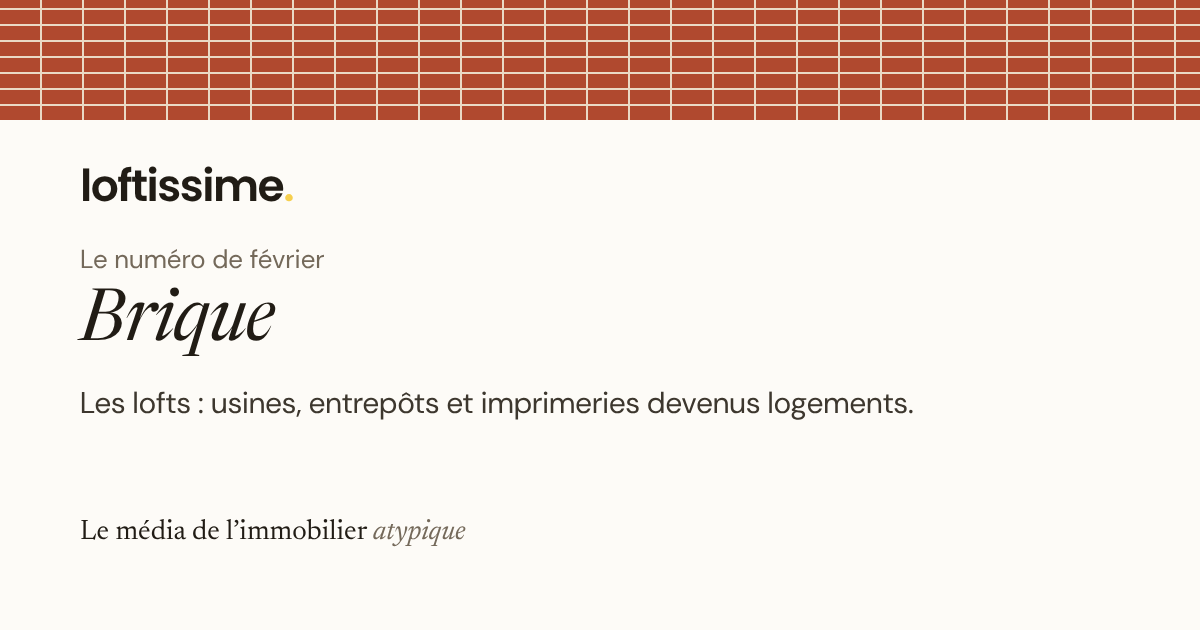 loftissime.
Le numéro de février
Brique
Les lofts : usines, entrepôts et imprimeries devenus logements.
Le média de l’immobilier atypique